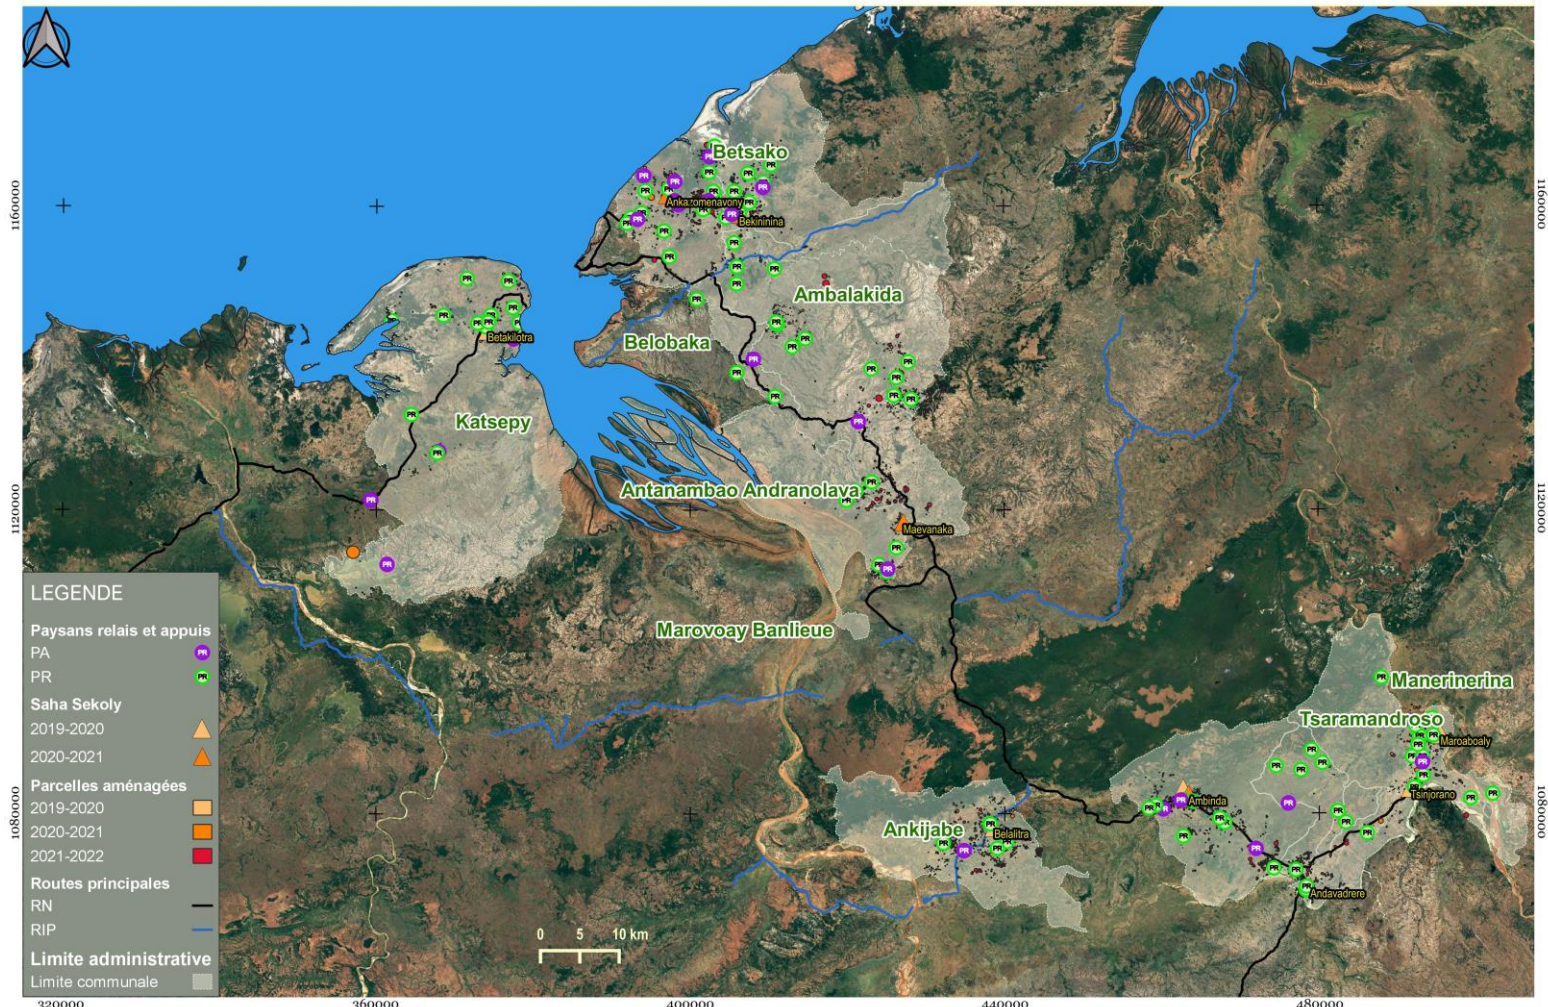 Betsako
Ankazomenavony
Bekininina
Ambalakida
Belobaka
Betakilotra
Katsepy
Antanambao Andranolava
Maevanaka
Marovoay Banlieue
Manerinerina
Tsaramandroso
Maroaboaly
Tsinjorano
Ambinda
Ankijabe
Belalitra
Andavadrere
1160000
1120000
1080000
1160000
1120000
1080000
LEGENDE
Paysans relais et appuis
PA PR
PR PR
Saha Sekoly
2019-2020
2020-2021
Parcelles aménagées
2019-2020
2020-2021
2021-2022
Routes principales
RN
RIP
Limite administrative
Limite communale
0 5 10 km
320000 360000 400000 440000 480000